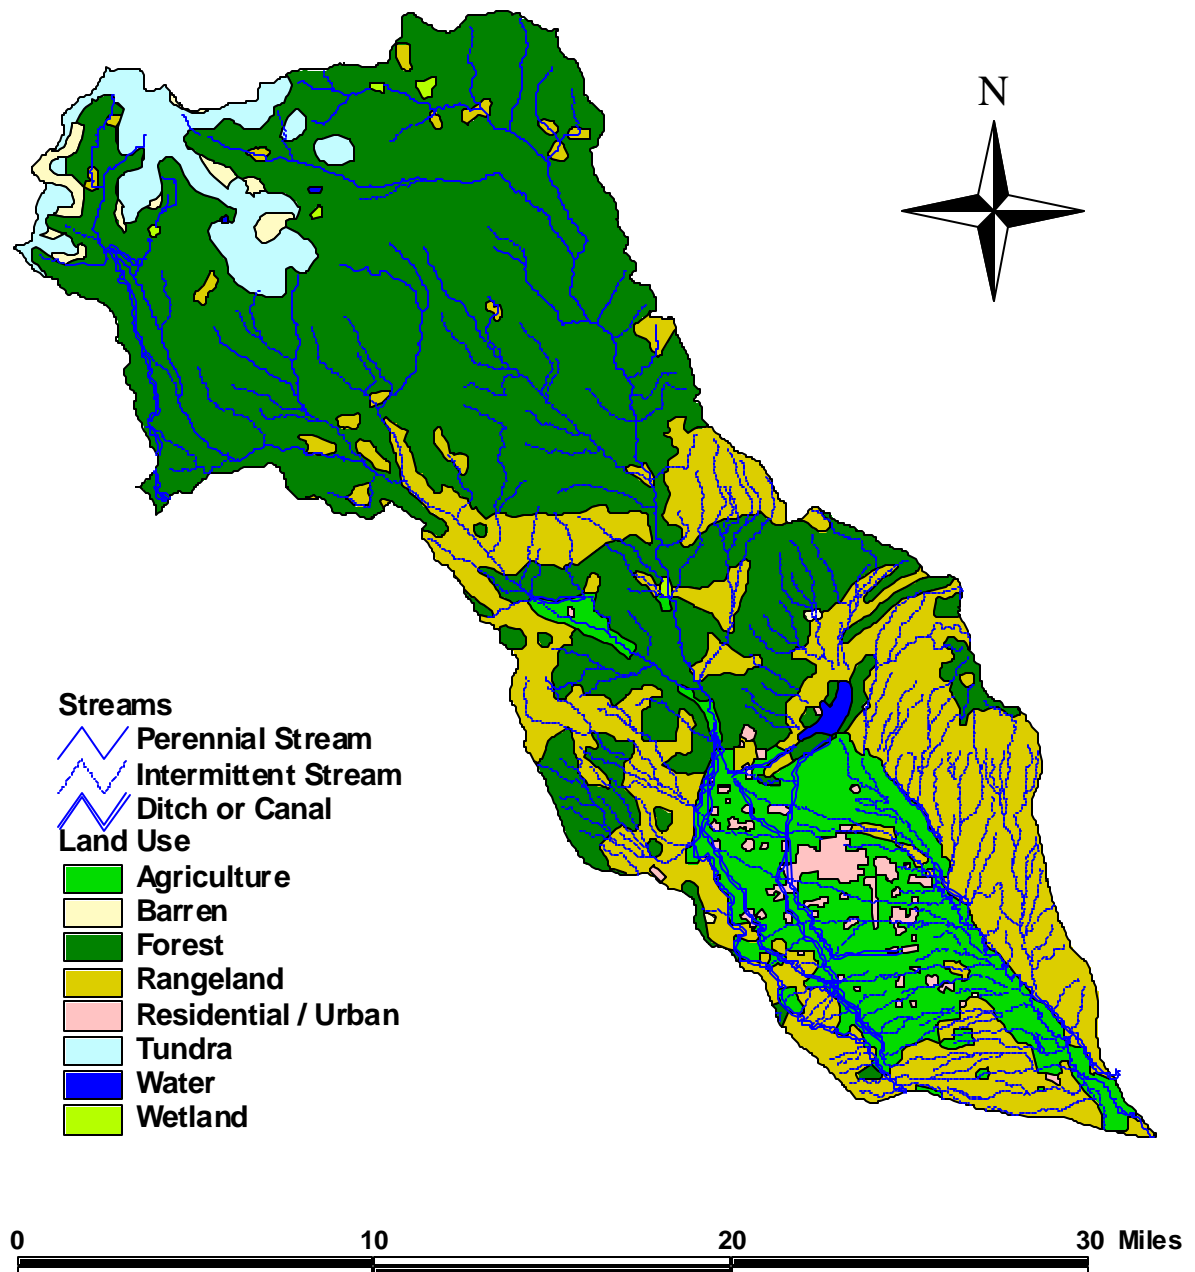 N
Streams
Perennial Stream
Intermittent Stream
Ditch or Canal
Land Use
Agriculture
Barren
Forest
Rangeland
Residential / Urban
Tundra
Water
Wetland
0 10 20 30 Miles